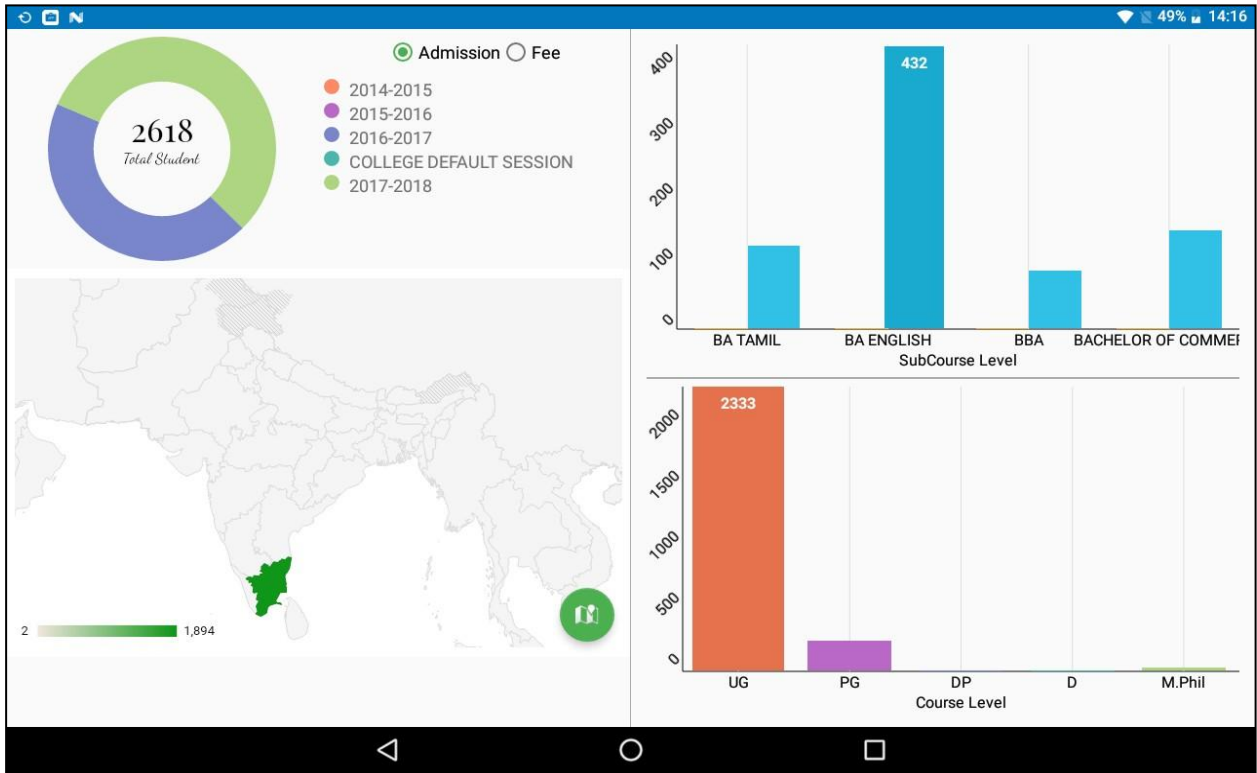 49% 14:16
Admission Fee
2618
Total Student
2014-2015
2015-2016
2016-2017
COLLEGE DEFAULT SESSION
2017-2018
2 1,894
400
300
200
100
0
432
BA TAMIL BA ENGLISH BBA BACHELOR OF COMMER
SubCourse Level
2000
1500
1000
500
0
2333
UG PG DP D M.Phil
Course Level